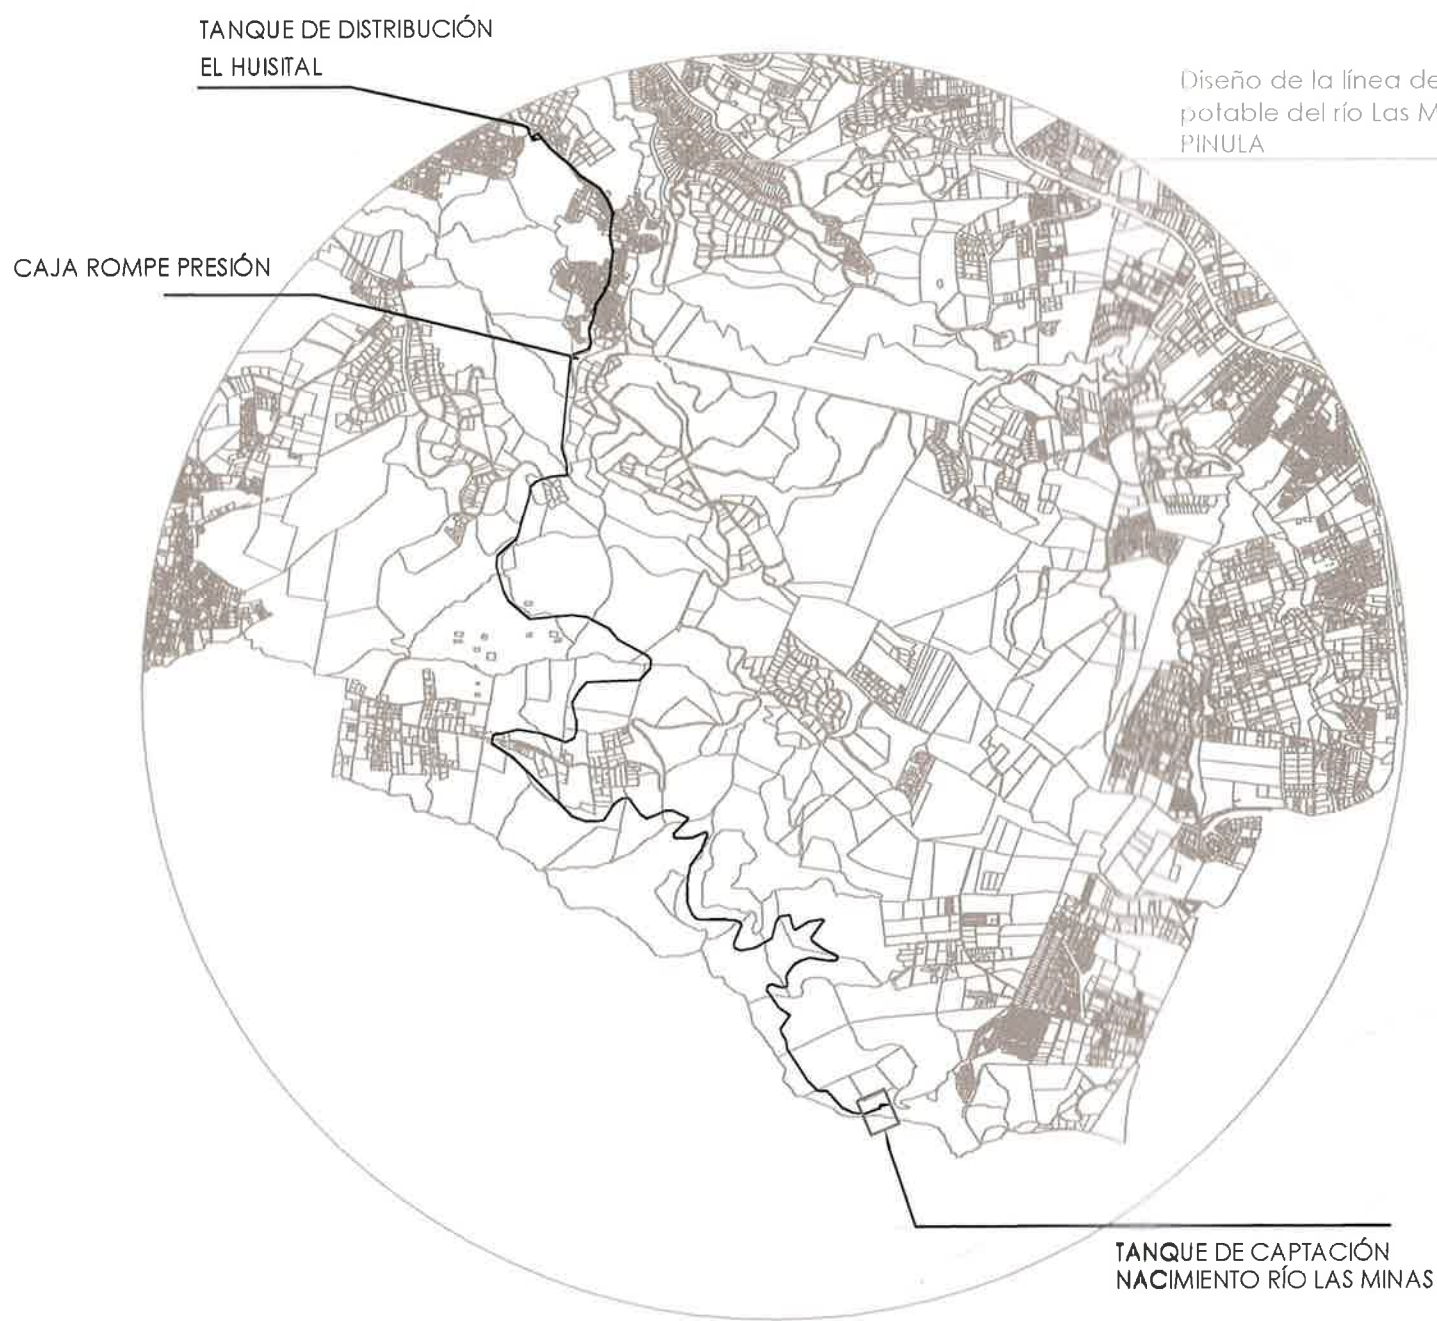 TANQUE DE DISTRIBUCIÓN
EL HUISITAL
Diseño de la línea de
potable del río Las M
PINULA
CAJA ROMPE PRESIÓN
TANQUE DE CAPTACIÓN
NACIMIENTO RÍO LAS MINAS